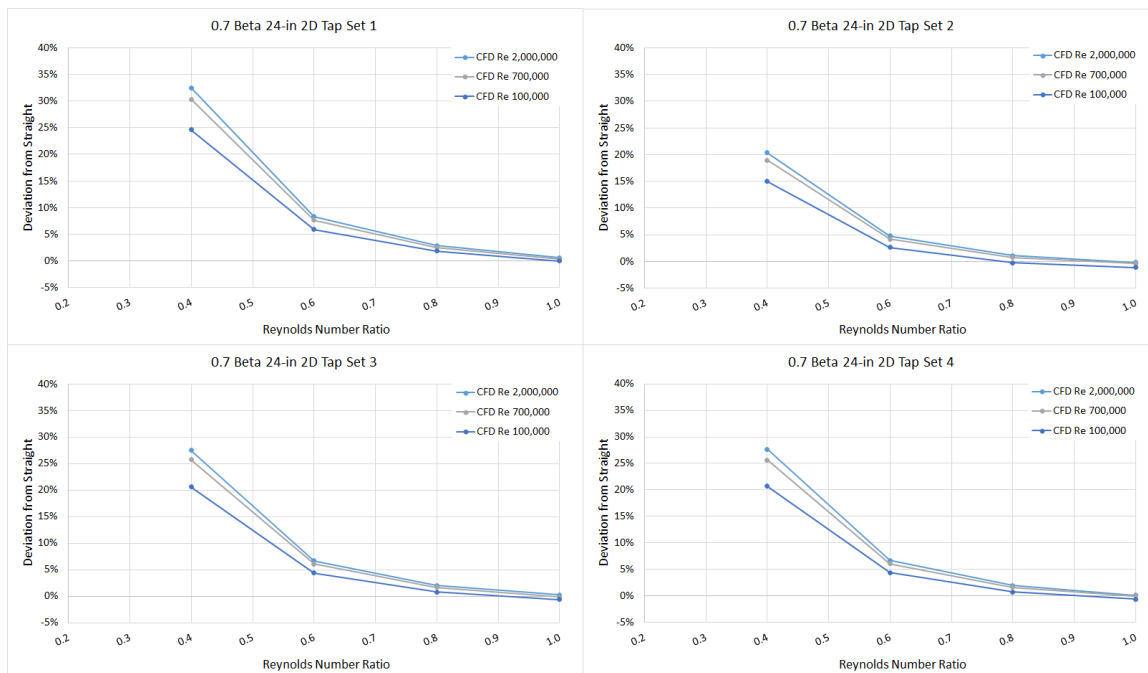 0.7 Beta 24-in 2D Tap Set 1
CFD Re 2,000,000
CFD Re 700,000
CFD Re 100,000
Deviation from Straight
40%
35%
30%
25%
20%
15%
10%
5%
0%
-5%
0.2 0.3 0.4 0.5 0.6 0.7 0.8 0.9 1.0
Reynolds Number Ratio
0.7 Beta 24-in 2D Tap Set 2
CFD Re 2,000,000
CFD Re 700,000
CFD Re 100,000
Deviation from Straight
40%
35%
30%
25%
20%
15%
10%
5%
0%
-5%
0.2 0.3 0.4 0.5 0.6 0.7 0.8 0.9 1.0
Reynolds Number Ratio
0.7 Beta 24-in 2D Tap Set 3
CFD Re 2,000,000
CFD Re 700,000
CFD Re 100,000
Deviation from Straight
40%
35%
30%
25%
20%
15%
10%
5%
0%
-5%
0.2 0.3 0.4 0.5 0.6 0.7 0.8 0.9 1.0
Reynolds Number Ratio
0.7 Beta 24-in 2D Tap Set 4
CFD Re 2,000,000
CFD Re 700,000
CFD Re 100,000
Deviation from Straight
40%
35%
30%
25%
20%
15%
10%
5%
0%
-5%
0.2 0.3 0.4 0.5 0.6 0.7 0.8 0.9 1.0
Reynolds Number Ratio